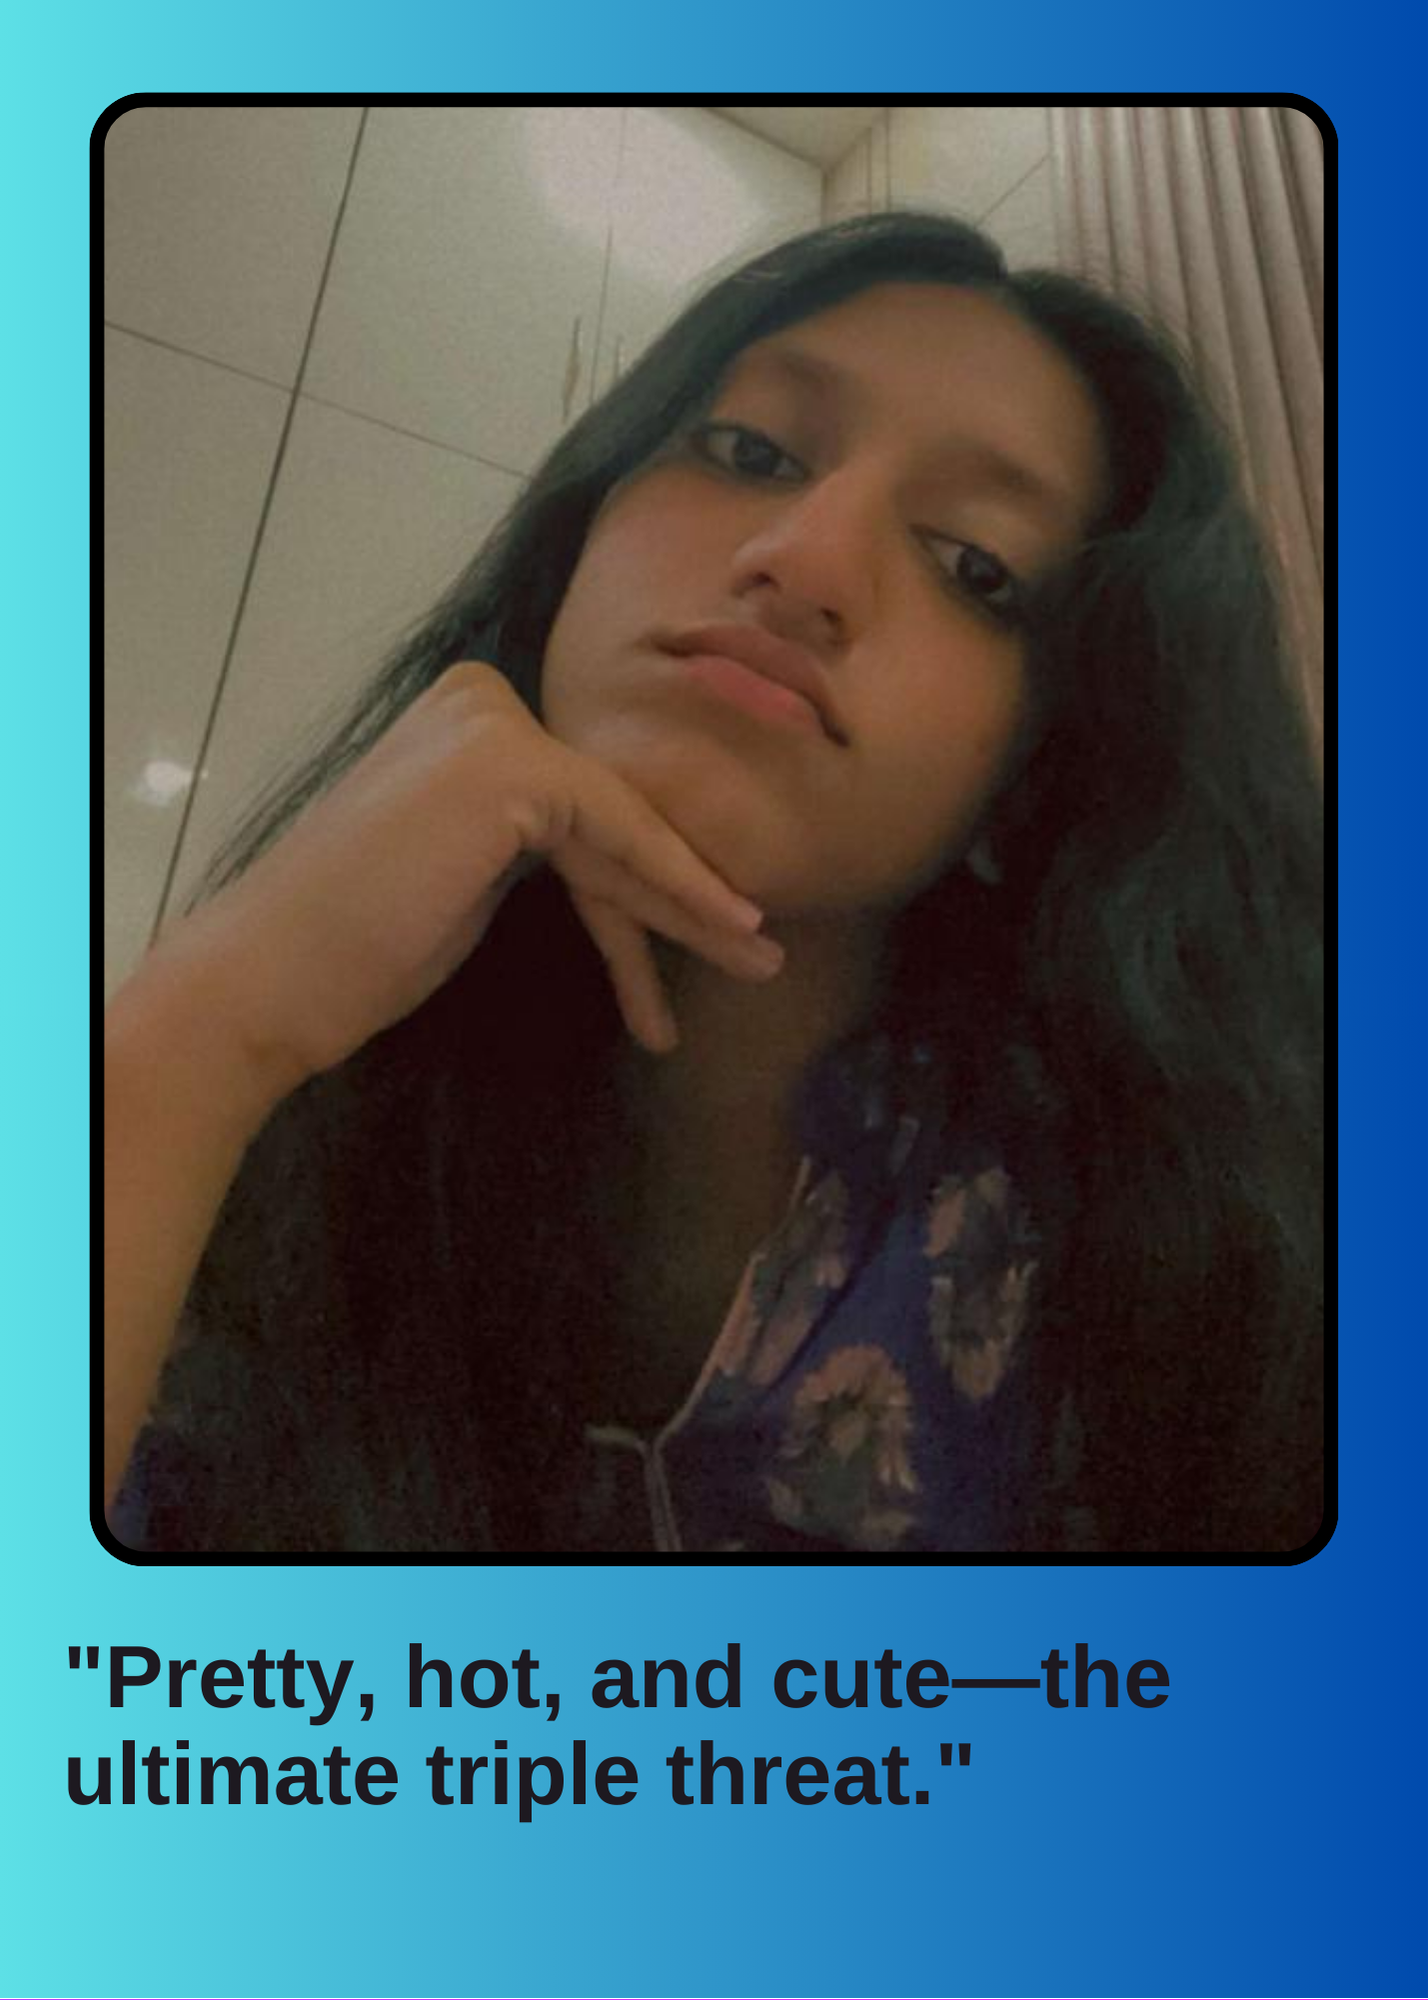 "Pretty, hot, and cute—the
ultimate triple threat."